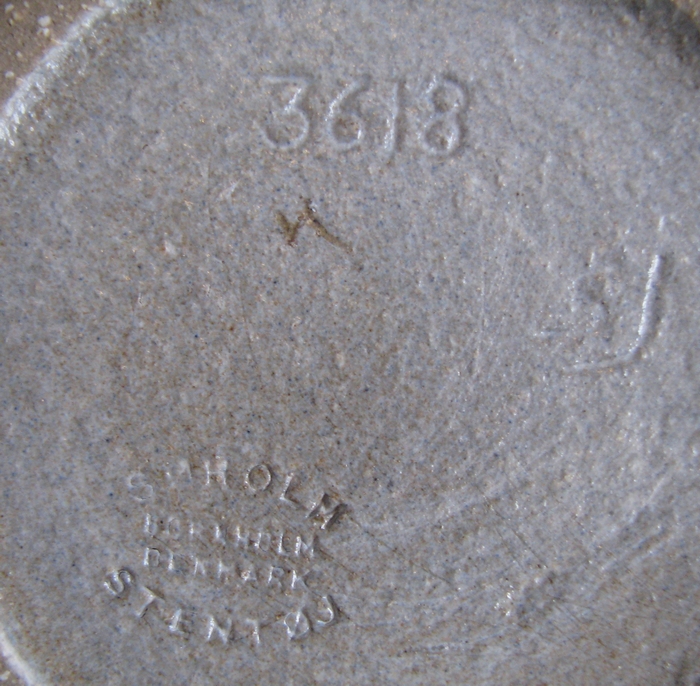 3618
SØHOLM
BORNHOLM
DENMARK
STENTØJ